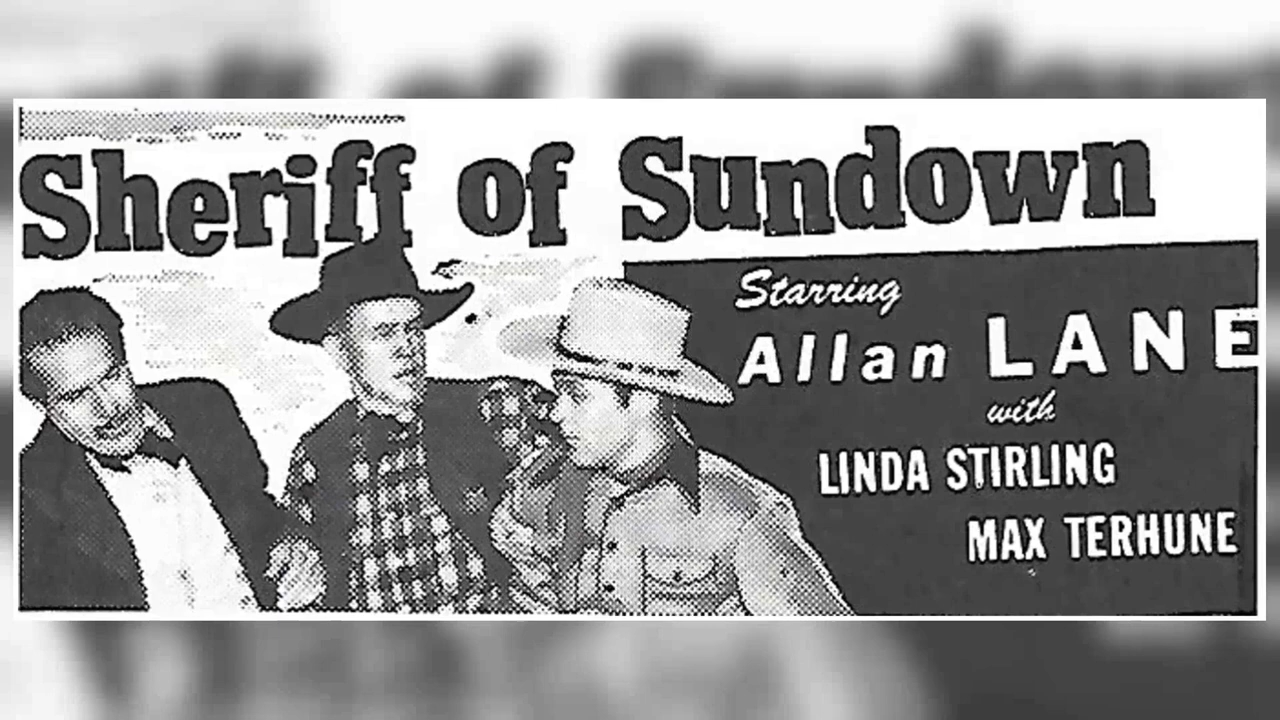 Sheriff of Sundown
Starring
Allan LANE
with
LINDA STIRLING
MAX TERHUNE